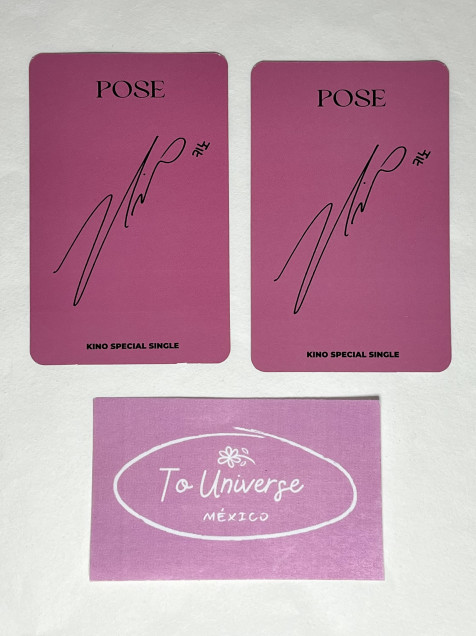 POSE
키노
KINO SPECIAL SINGLE
POSE
키노
KINO SPECIAL SINGLE
To Universe
MÉXICO